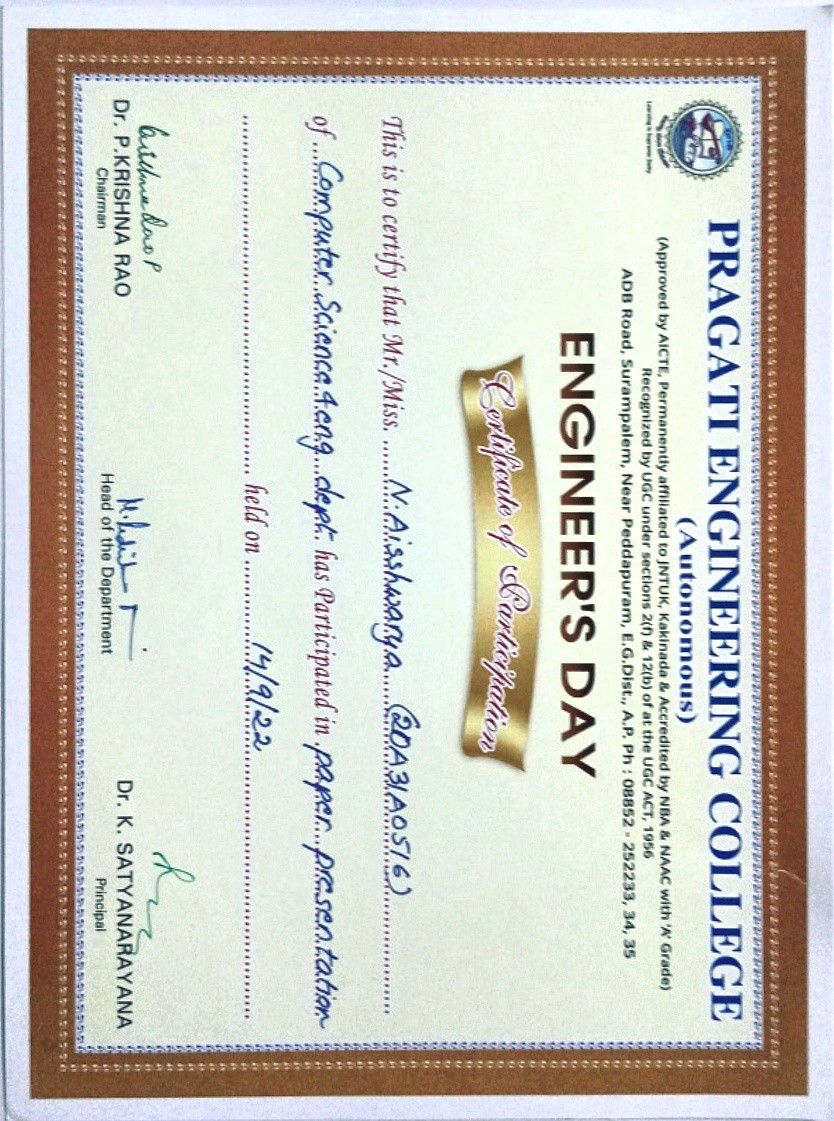 PRAGATI ENGINEERING COLLEGE
(Autonomous)
(Approved by AICTE, Permanently affiliated to JNTUK, Kakinada & Accredited by NBA & NAAC with 'A' Grade)
Recognized by UGC under sections 2(f) & 12(b) of at the UGC ACT, 1956
ADB Road, Surampalem, Near Peddapuram, E.G.Dist., A.P. Ph : 08852 - 252233, 34, 35
Learning is Supreme Deity
ENGINEER'S DAY
Certificate of Participation
This is to certify that Mr./Miss. N. Aisshwarya (20A31A0516)
of Computer Science & eng dept. has Participated in paper presentation
held on 14/9/22
Krishna Rao P
Dr. P.KRISHNA RAO
Chairman
Head of the Department
Dr. K. SATYANARAYANA
Principal